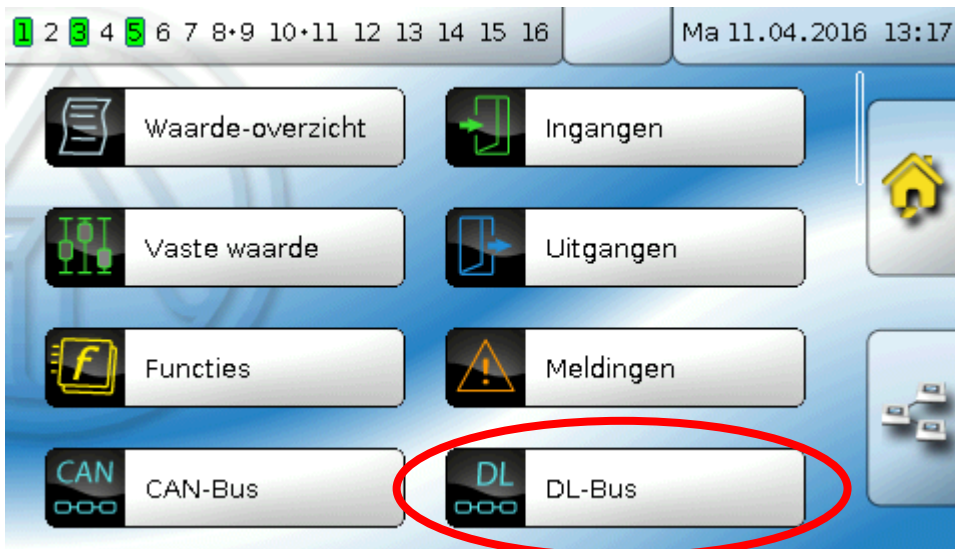 1 2 3 4 5 6 7 8•9 10•11 12 13 14 15 16 Ma 11.04.2016 13:17
Waarde-overzicht Ingangen
Vaste waarde Uitgangen
f Functies Meldingen
CAN CAN-Bus DL DL-Bus